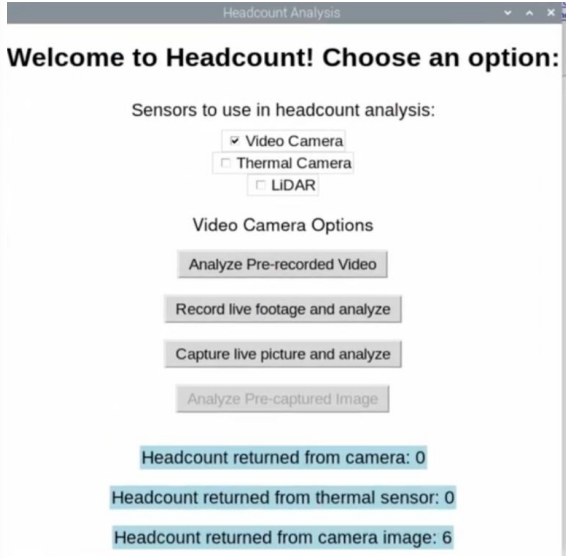 Headcount Analysis
Welcome to Headcount! Choose an option:
Sensors to use in headcount analysis:
Video Camera
Thermal Camera
LiDAR
Video Camera Options
Analyze Pre-recorded Video
Record live footage and analyze
Capture live picture and analyze
Analyze Pre-captured Image
Headcount returned from camera: 0
Headcount returned from thermal sensor: 0
Headcount returned from camera image: 6